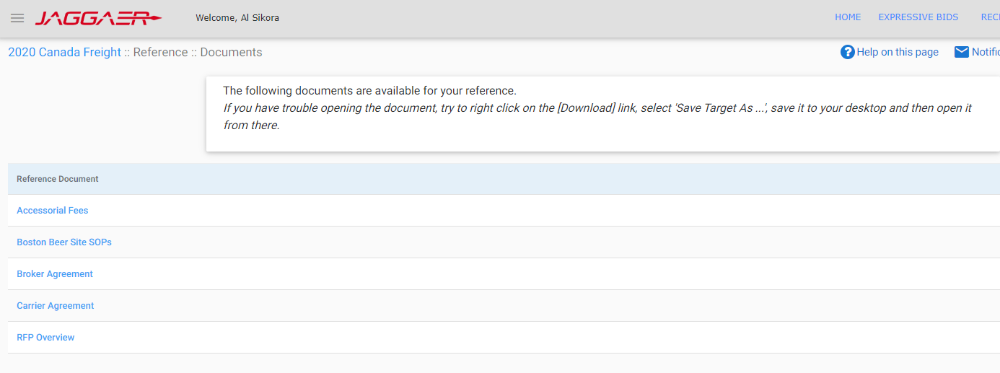 JAGGAER
Welcome, Al Sikora
HOME EXPRESSIVE BIDS
2020 Canada Freight :: Reference :: Documents
Help on this page
The following documents are available for your reference.
If you have trouble opening the document, try to right click on the [Download] link, select 'Save Target As ...', save it to your desktop and then open it
from there.
Reference Document
Accessorial Fees
Boston Beer Site SOPs
Broker Agreement
Carrier Agreement
RFP Overview